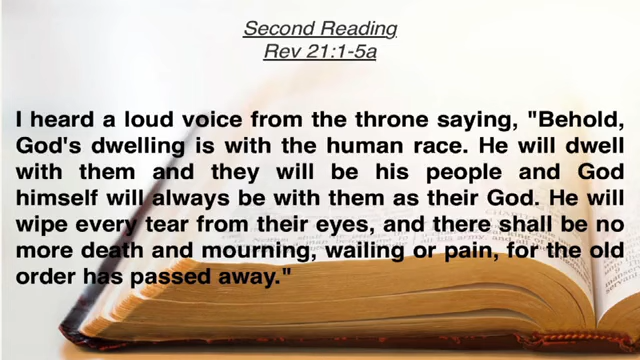 Second Reading
Rev 21:1-5a
I heard a loud voice from the throne saying, "Behold,
God's dwelling is with the human race. He will dwell
with them and they will be his people and God
himself will always be with them as their God. He will
wipe every tear from their eyes, and there shall be no
more death and mourning, wailing or pain, for the old
order has passed away."